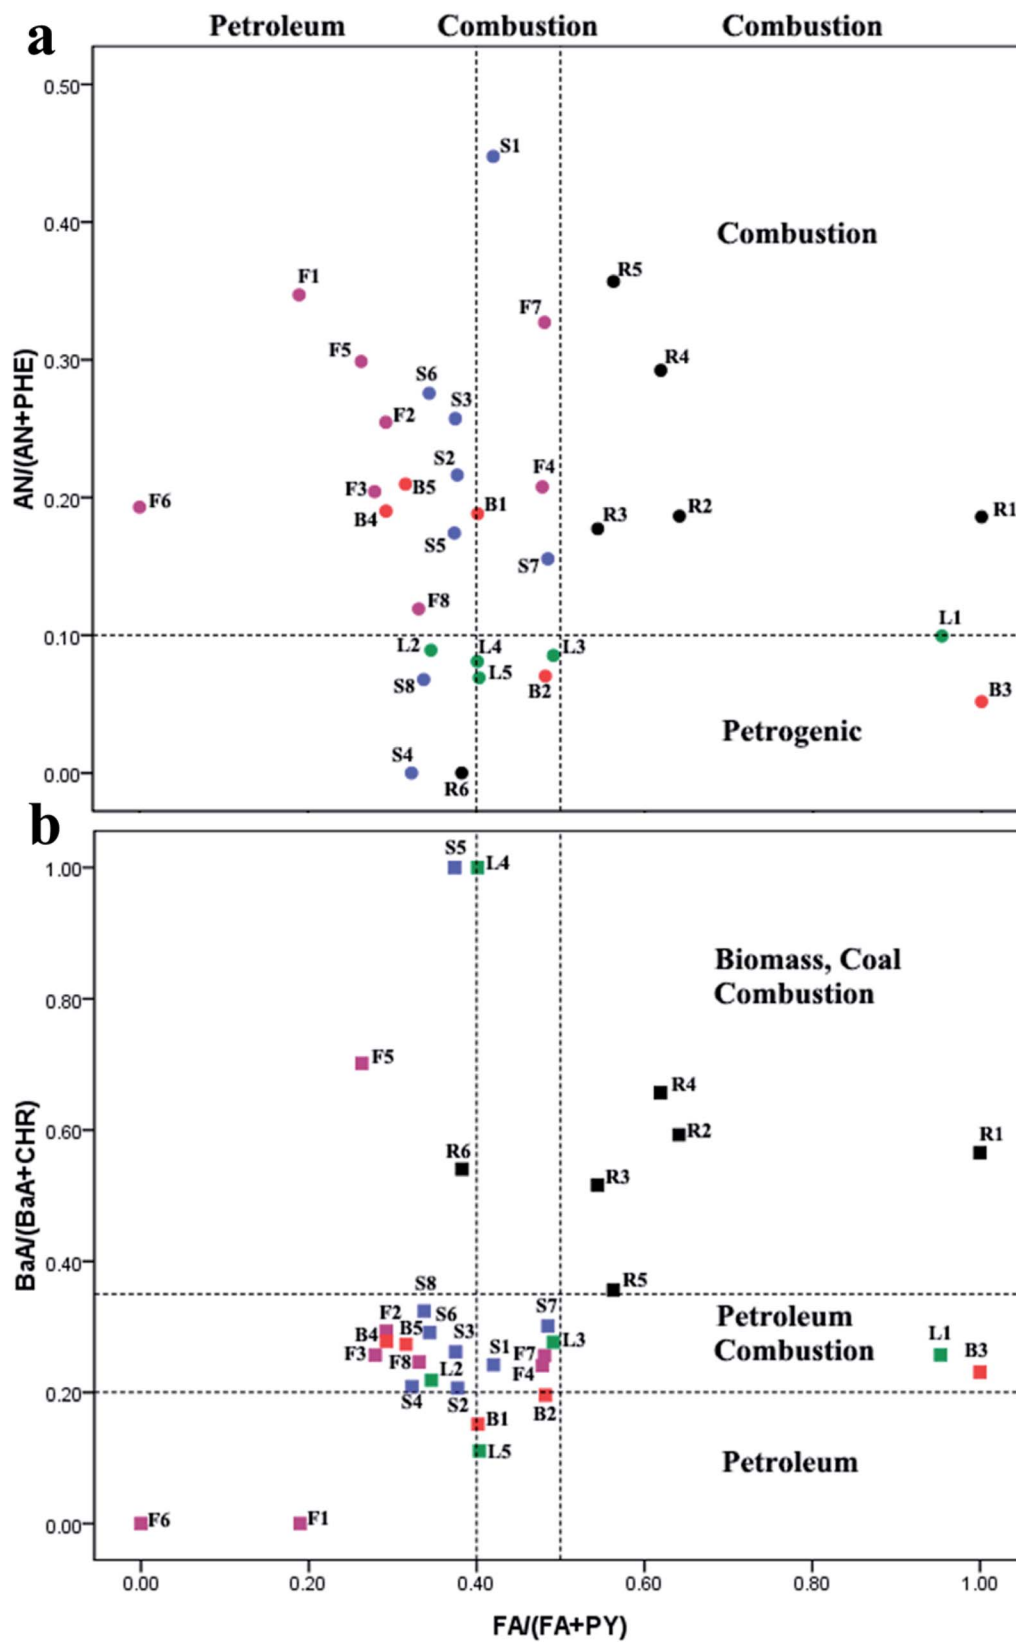 a
Petroleum Combustion Combustion
0.50
S1
0.40
Combustion
R5
F1
F7
0.30
F5
R4
S6
S3
F2
S2
F4
F3 B5
0.20
F6
B4
B1
R3
R2
R1
S5
S7
F8
0.10
L1
L2
L4
L3
S8
L5
B2
B3
Petrogenic
S4
0.00
R6
AN/(AN+PHE)
b
S5
L4
1.00
Biomass, Coal
Combustion
0.80
F5
R4
0.60
R2
R1
R6
R3
0.40
R5
S8
F2
S6
S7
Petroleum
Combustion
B4
B5
S3
L3
L1
F3
F8
S1
F7
B3
L2
F4
0.20
S4
S2
B2
B1
L5
Petroleum
0.00
F6
F1
BaA/(BaA+CHR)
0.00 0.20 0.40 0.60 0.80 1.00
FA/(FA+PY)